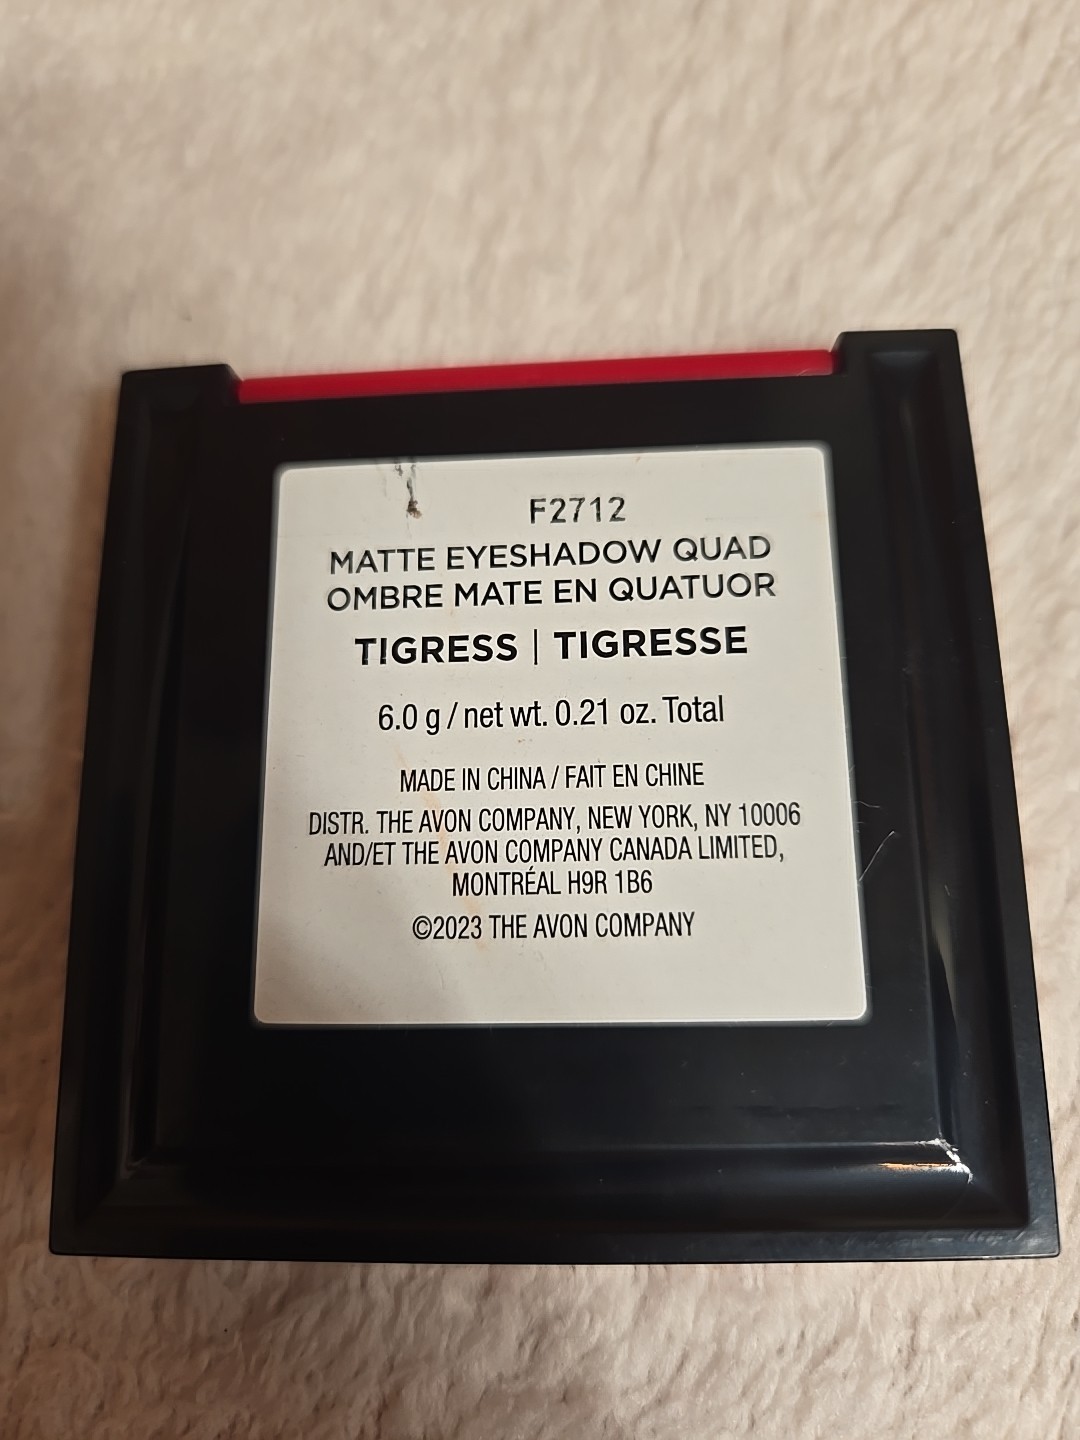 F2712
MATTE EYESHADOW QUAD
OMBRE MATE EN QUATUOR
TIGRESS | TIGRESSE
6.0 g / net wt. 0.21 oz. Total
MADE IN CHINA / FAIT EN CHINE
DISTR. THE AVON COMPANY, NEW YORK, NY 10006
AND/ET THE AVON COMPANY CANADA LIMITED,
MONTRÉAL H9R 1B6
©2023 THE AVON COMPANY